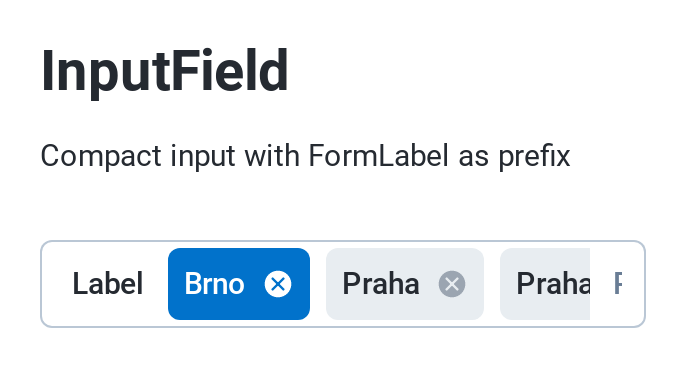 InputField
Compact input with FormLabel as prefix
Label Brno Praha Praha